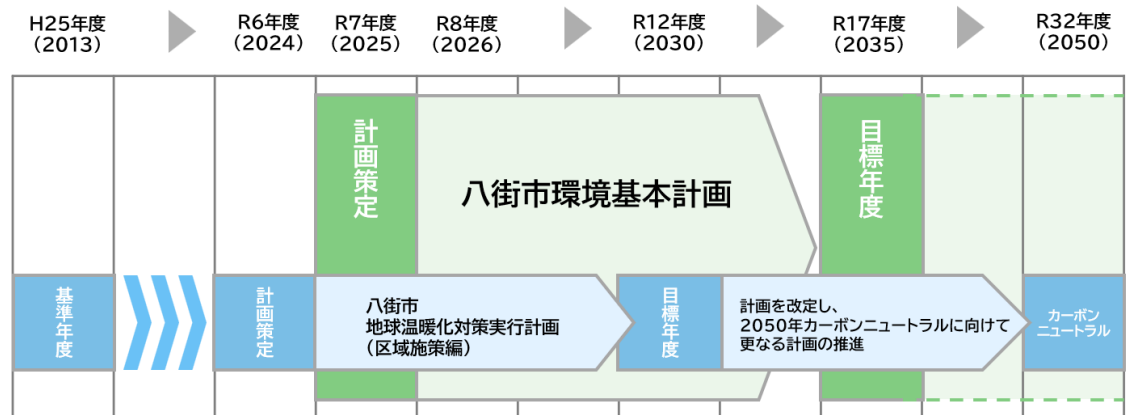 H25年度
（2013）
R6年度
（2024）
R7年度
（2025）
R8年度
（2026）
R12年度
（2030）
R17年度
（2035）
R32年度
（2050）
計画策定
八街市環境基本計画
目標年度
基準年度
計画策定
八街市
地球温暖化対策実行計画
（区域施策編）
目標年度
計画を改定し、
2050年カーボンニュートラルに向けて
更なる計画の推進
カーボン
ニュートラル